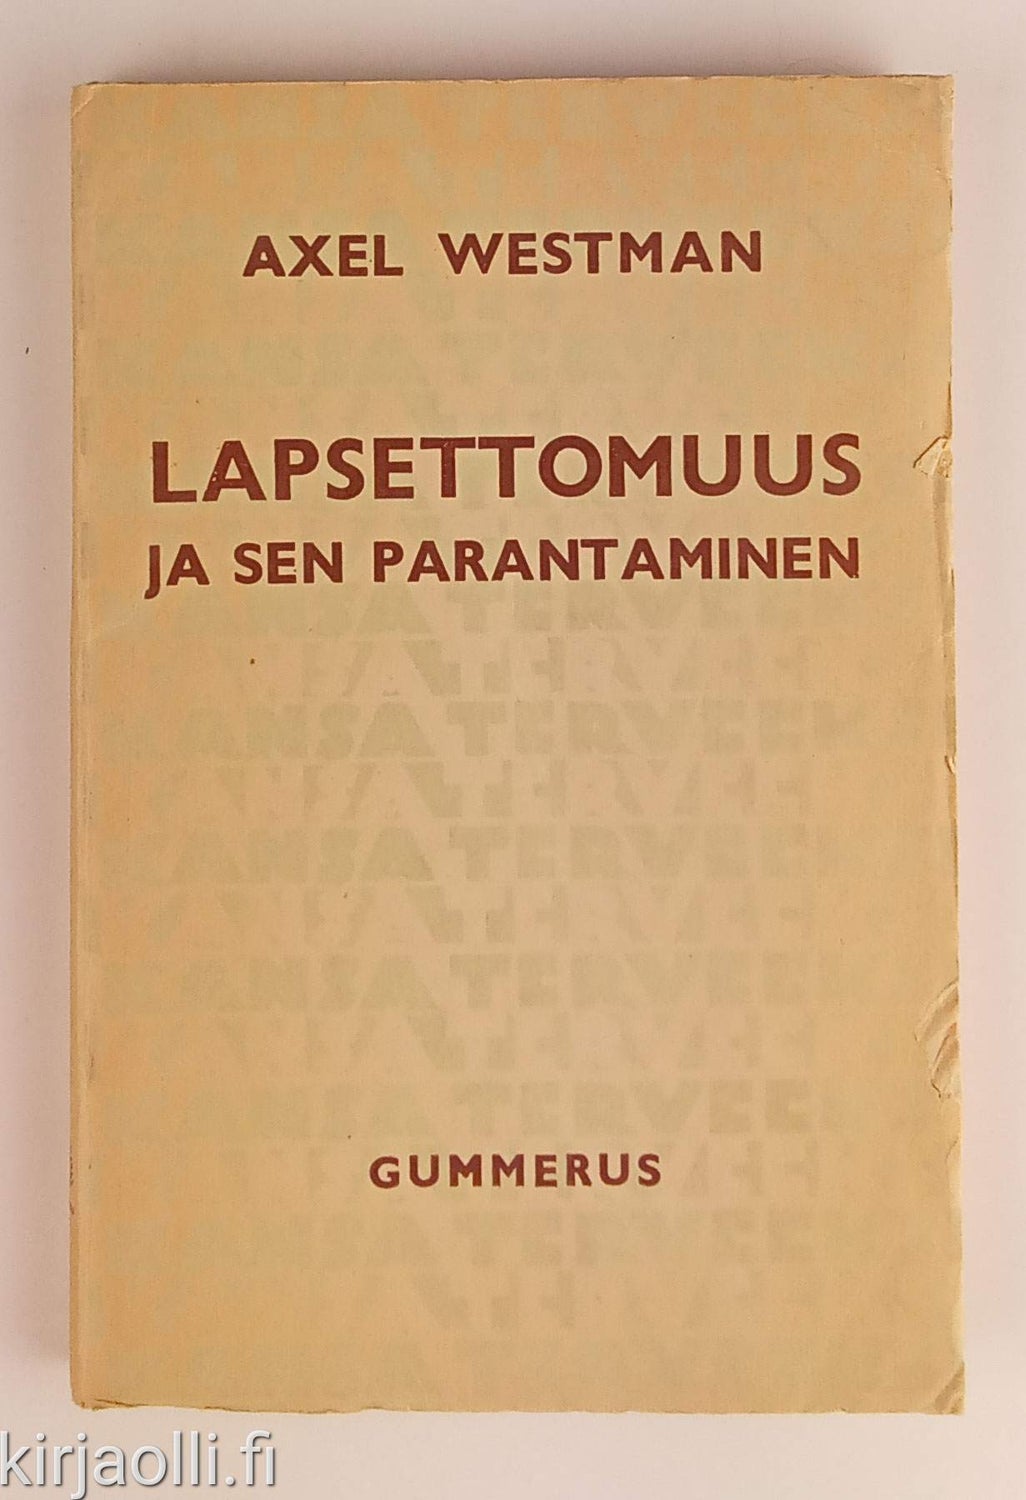 AXEL WESTMAN
LAPSETTOMUUS
JA SEN PARANTAMINEN
GUMMERUS
kirjaolli.fi